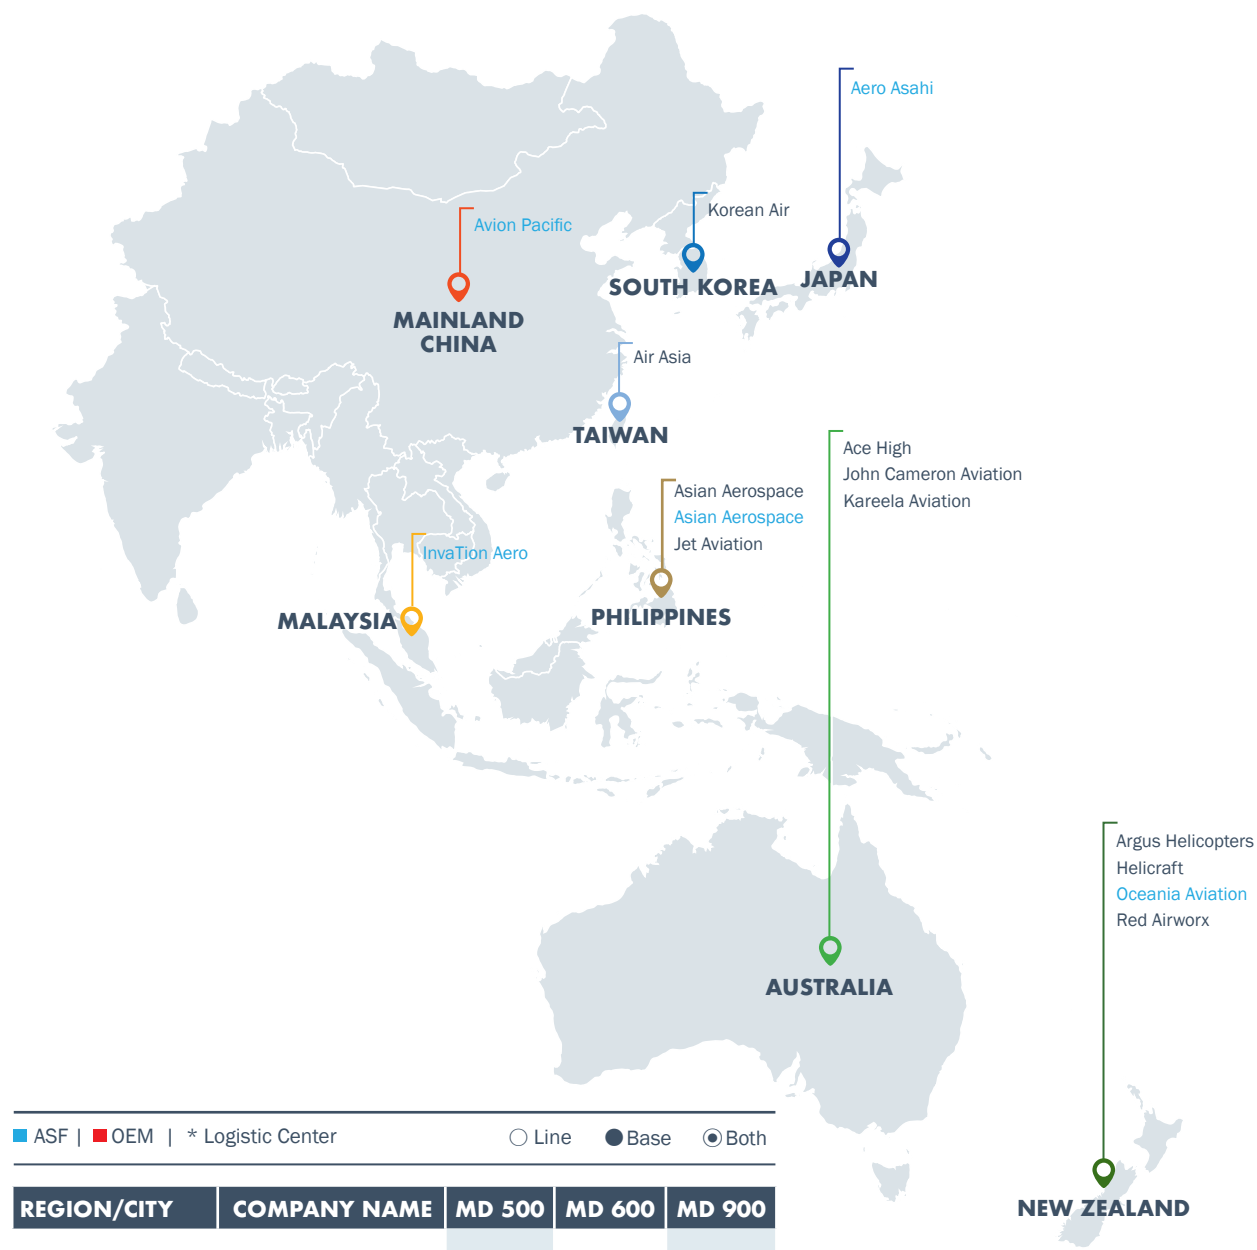 Aero Asahi
JAPAN
Korean Air
SOUTH KOREA
Avion Pacific
MAINLAND
CHINA
Air Asia
TAIWAN
Ace High
John Cameron Aviation
Kareela Aviation
AUSTRALIA
Asian Aerospace
Asian Aerospace
Jet Aviation
PHILIPPINES
InvaTion Aero
MALAYSIA
Argus Helicopters
Helicraft
Oceania Aviation
Red Airworx
NEW ZEALAND
ASF | OEM | * Logistic Center Line Base Both
REGION/CITY COMPANY NAME MD 500 MD 600 MD 900